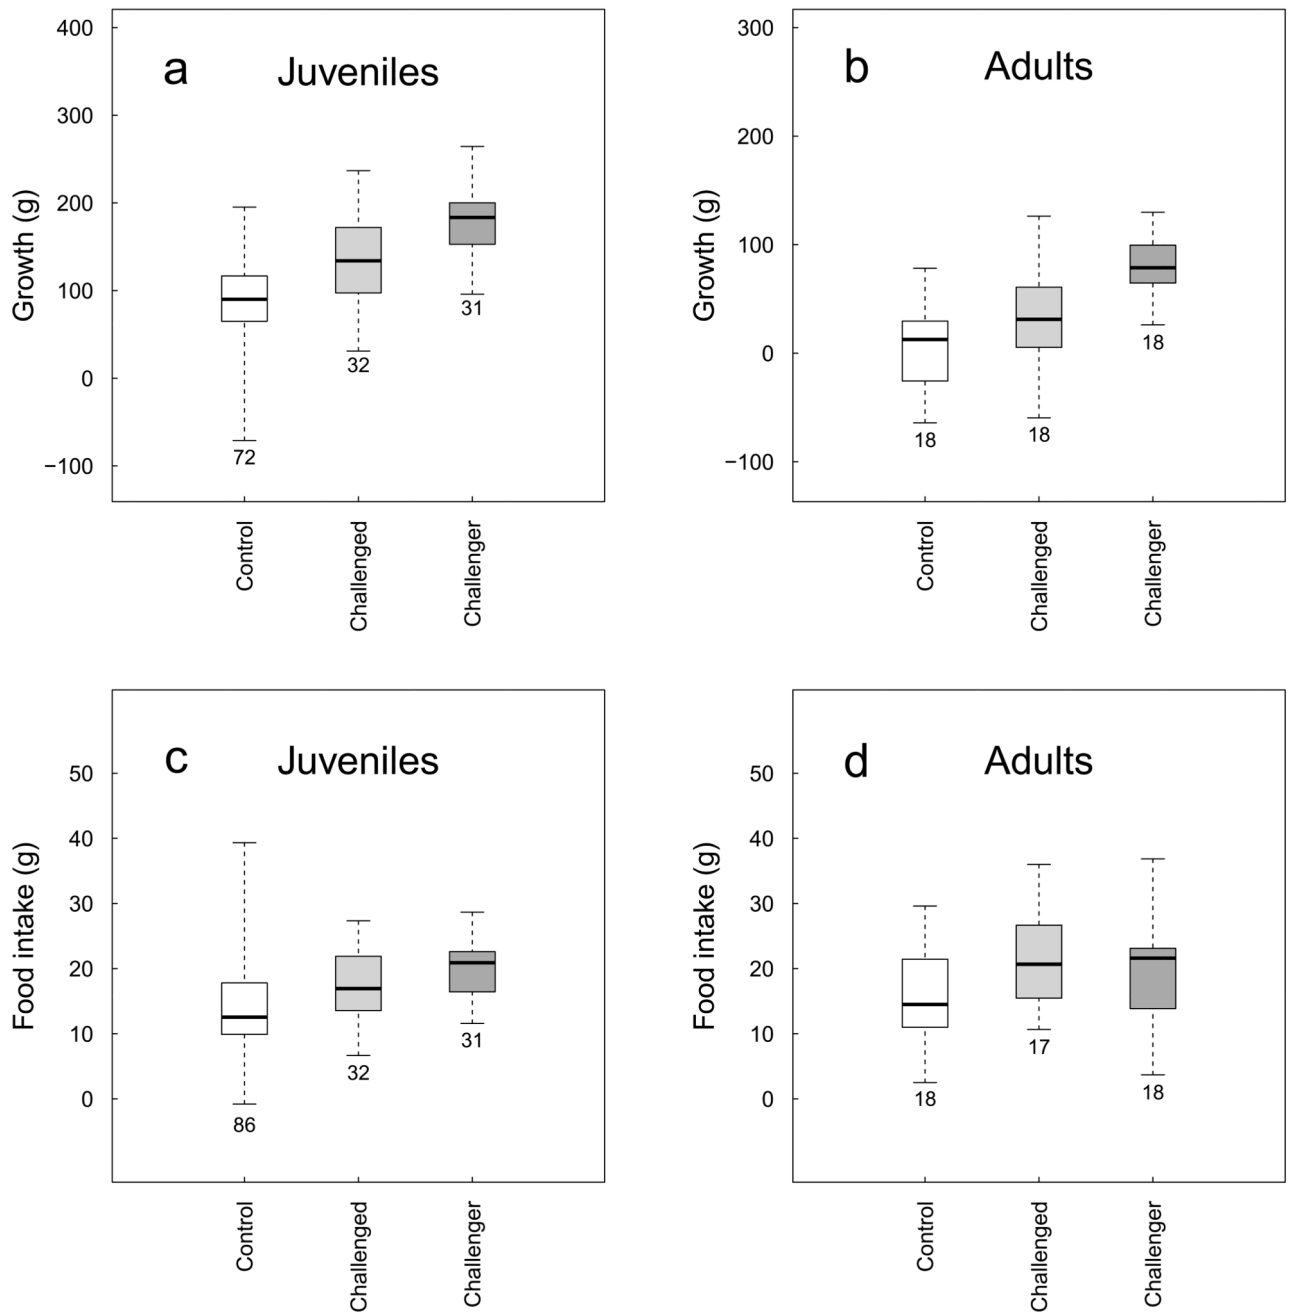 a Juveniles
400
300
200
100
0
−100
Growth (g)
72
32
31
Control
Challenged
Challenger
b Adults
300
200
100
0
−100
Growth (g)
18
18
18
Control
Challenged
Challenger
c Juveniles
50
40
30
20
10
0
Food intake (g)
86
32
31
Control
Challenged
Challenger
d Adults
50
40
30
20
10
0
Food intake (g)
18
17
18
Control
Challenged
Challenger